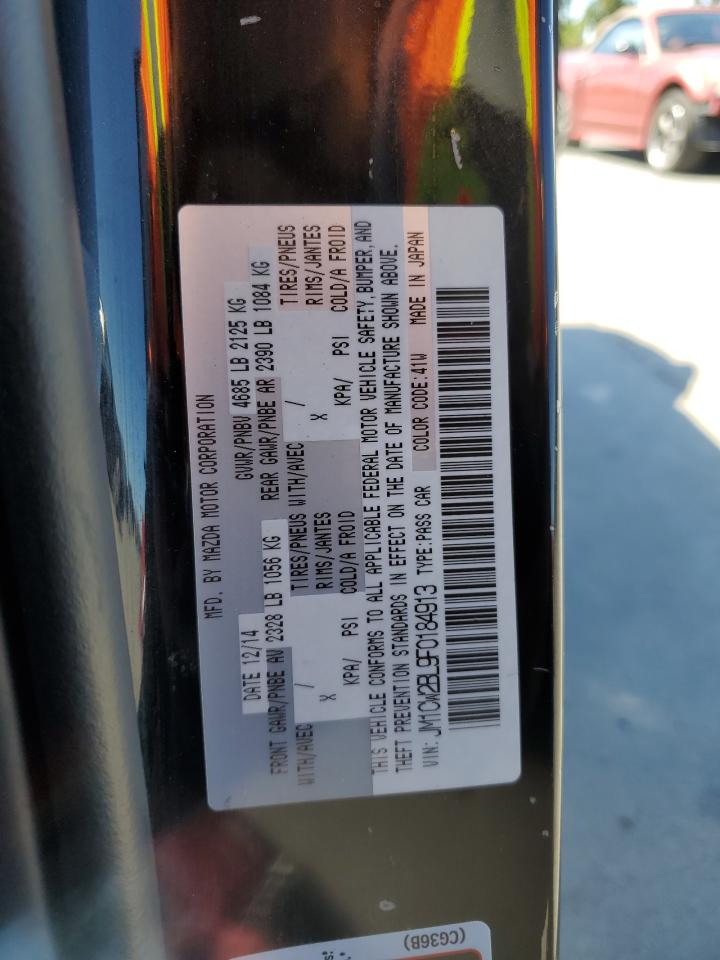 MFD. BY MAZDA MOTOR CORPORATION
DATE 12/14 GVWR/PNBV 4685 LB 2125 KG
FRONT GAWR/PNBE AV 2328 LB 1056 KG REAR GAWR/PNBE AR 2390 LB 1084 KG
WITH/AVEC / TIRES/PNEUS WITH/AVEC / TIRES/PNEUS
X RIMS/JANTES X RIMS/JANTES
KPA/ PSI COLD/A FROID KPA/ PSI COLD/A FROID
THIS VEHICLE CONFORMS TO ALL APPLICABLE FEDERAL MOTOR VEHICLE SAFETY, BUMPER, AND
THEFT PREVENTION STANDARDS IN EFFECT ON THE DATE OF MANUFACTURE SHOWN ABOVE.
VIN: JM1CW2BL9F0184913 TYPE:PASS CAR COLOR CODE:41W MADE IN JAPAN
(CG36B)